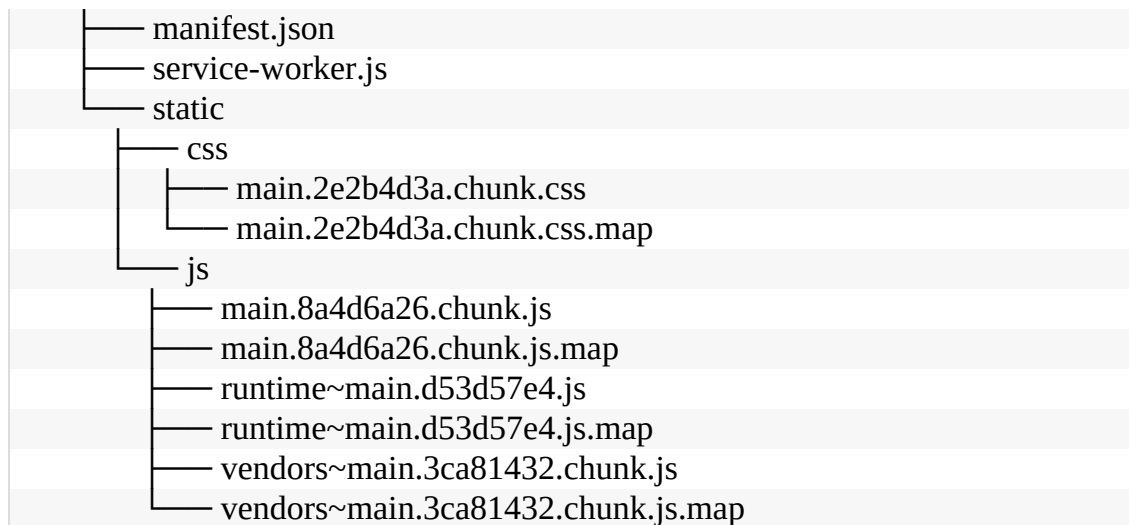 manifest.json
service-worker.js
static
css
main.2e2b4d3a.chunk.css
main.2e2b4d3a.chunk.css.map
js
main.8a4d6a26.chunk.js
main.8a4d6a26.chunk.js.map
runtime~main.d53d57e4.js
runtime~main.d53d57e4.js.map
vendors~main.3ca81432.chunk.js
vendors~main.3ca81432.chunk.js.map